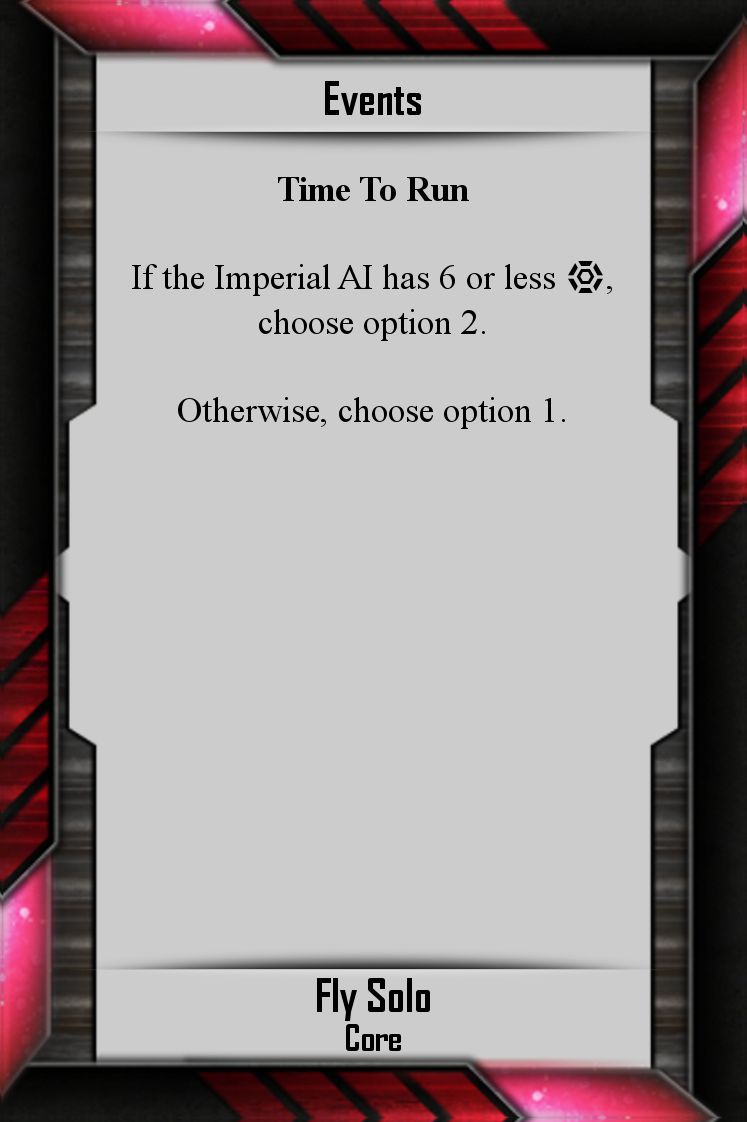 Events
Time To Run
If the Imperial AI has 6 or less ,
choose option 2.
Otherwise, choose option 1.
Fly Solo
Core